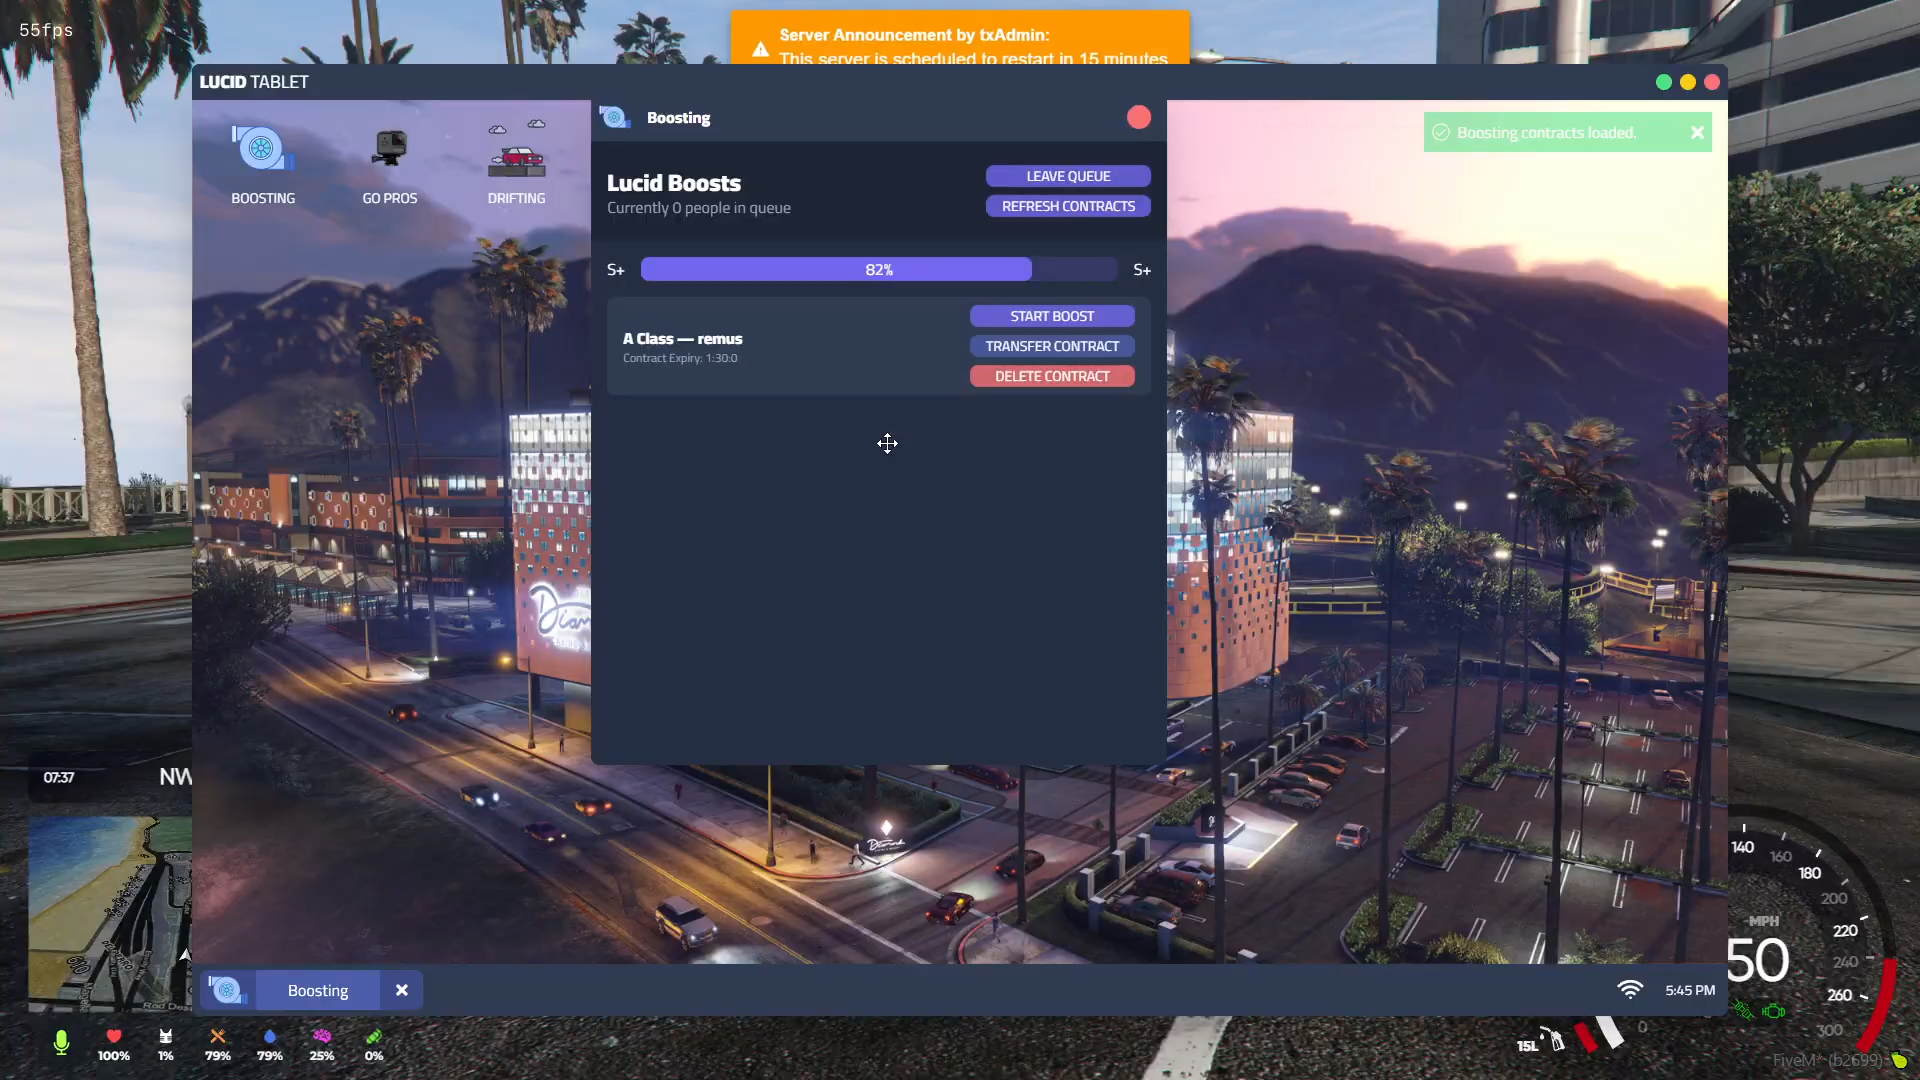 55fps
Server Announcement by txAdmin:
This server is scheduled to restart in 15 minutes
LUCID TABLET
Boosting
Boosting contracts loaded.
BOOSTING
GO PROS
DRIFTING
Lucid Boosts
Currently 0 people in queue
LEAVE QUEUE
REFRESH CONTRACTS
S+
82%
S+
A Class — remus
Contract Expiry: 1:30:0
START BOOST
TRANSFER CONTRACT
DELETE CONTRACT
Diam
Diamond
07:37
NW
Boosting
5:45 PM
140
160
180
200
MPH
220
50
240
260
300
0
15L
100%
1%
79%
79%
25%
0%
FiveM* (b2699)